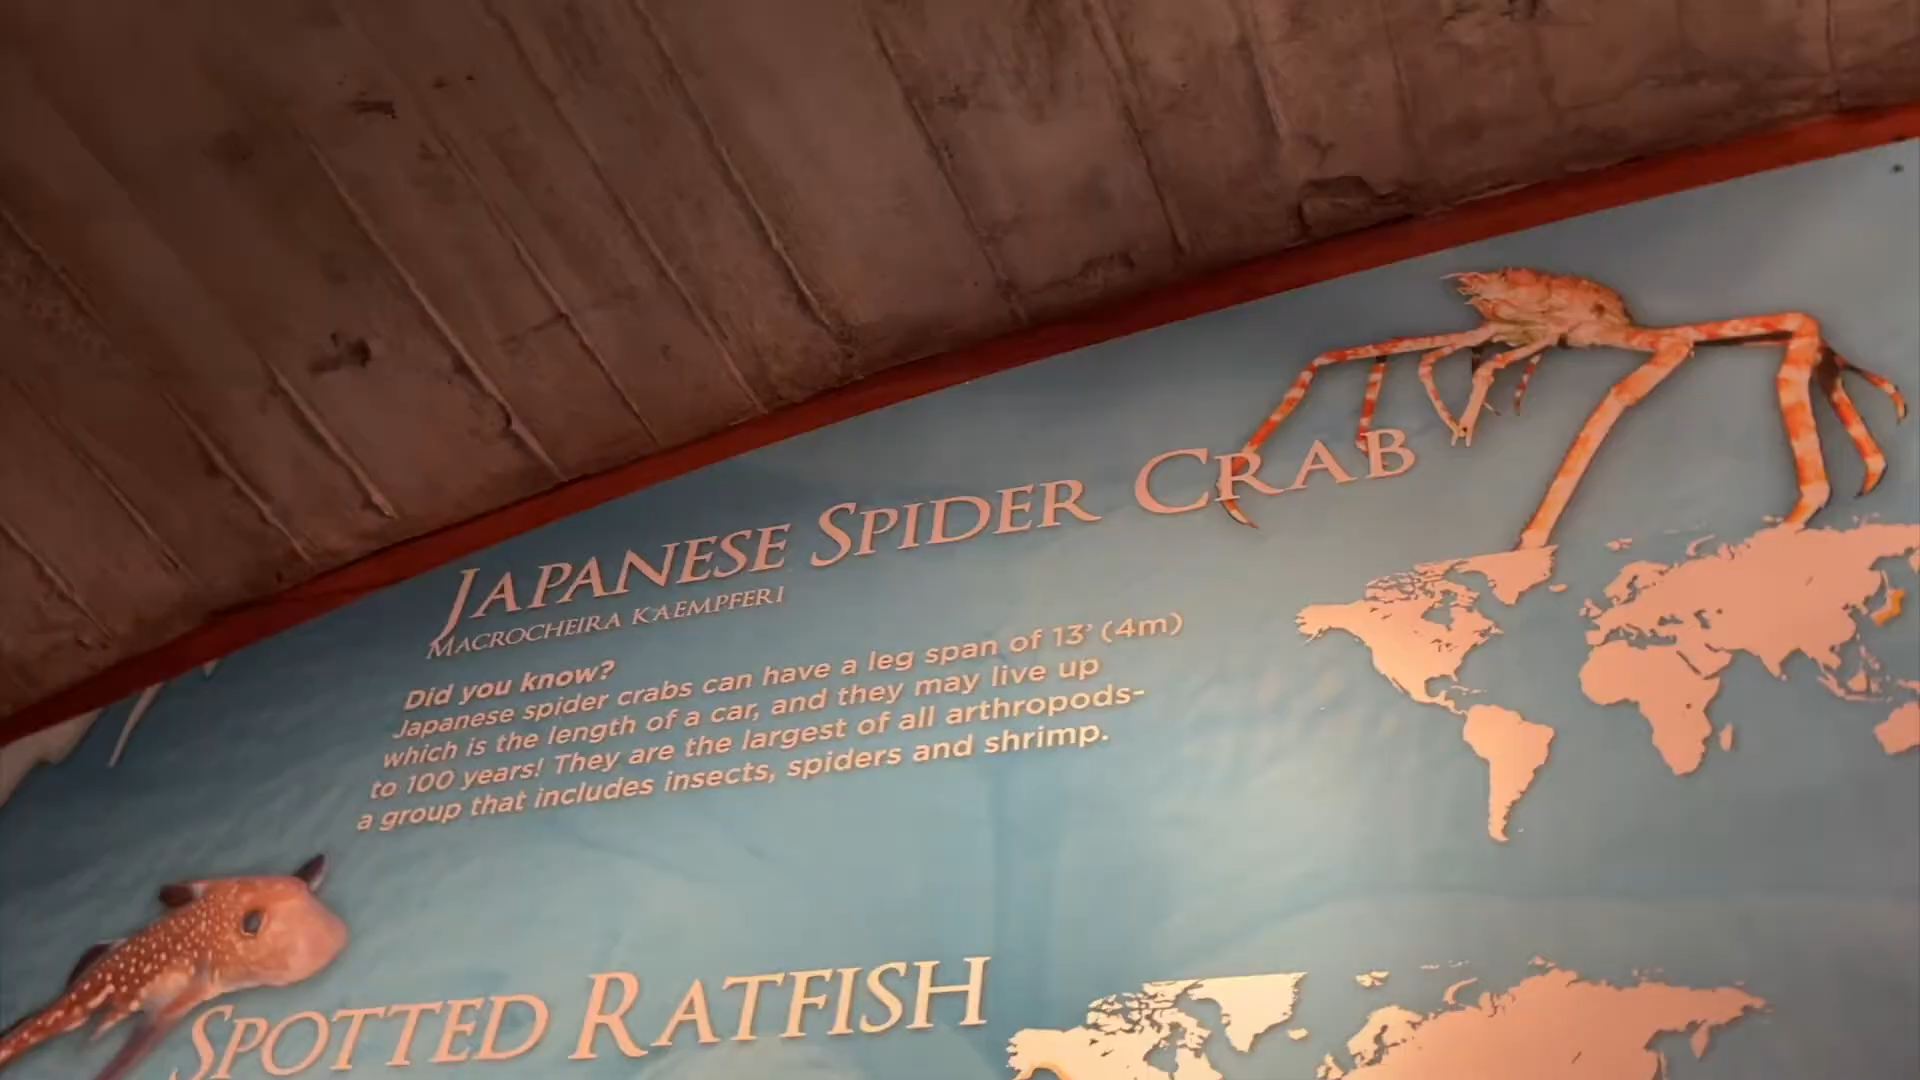 JAPANESE SPIDER CRAB
MACROCHEIRA KAEMPFERI
Did you know?
Japanese spider crabs can have a leg span of 13' (4m)
which is the length of a car, and they may live up
to 100 years! They are the largest of all arthropods-
a group that includes insects, spiders and shrimp.
SPOTTED RATFISH